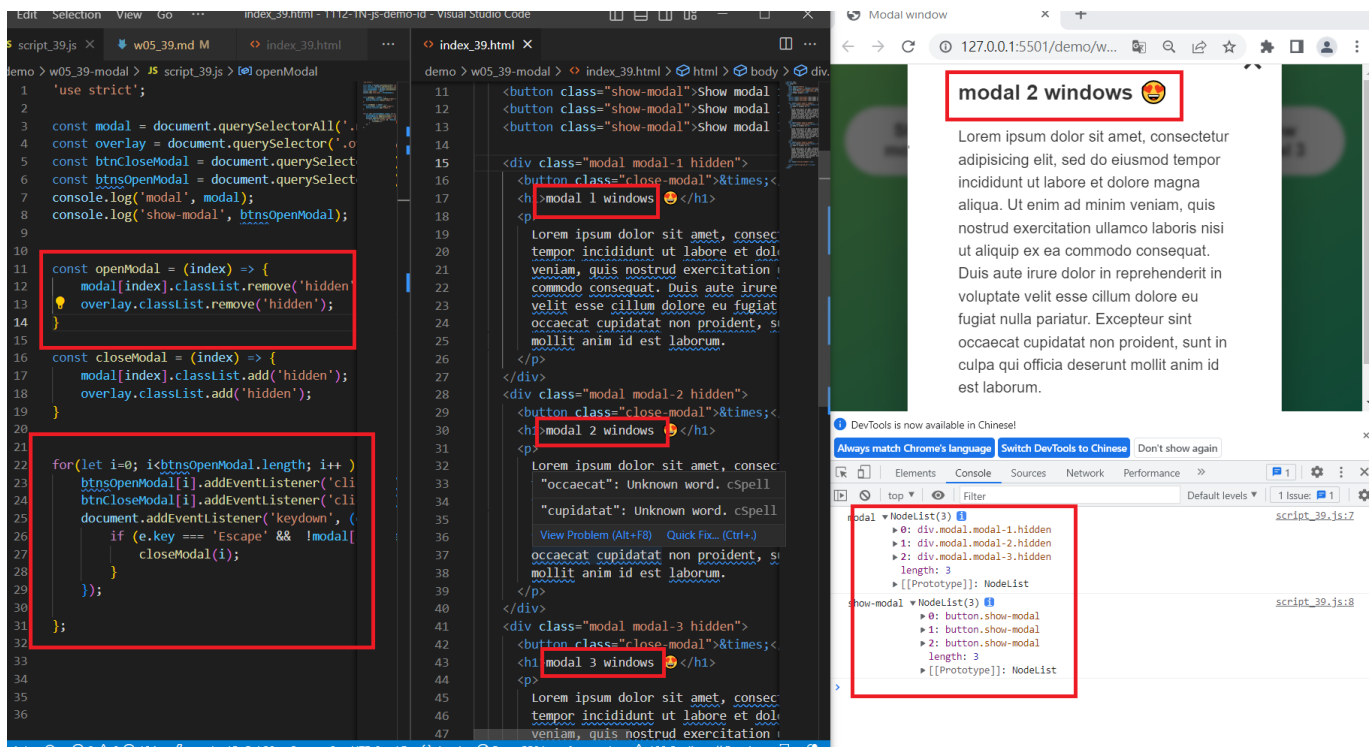 Edit Selection View Go ··· index_39.html - 1112-1N-js-demo-id - Visual Studio Code
script_39.js × w05_39.md M index_39.html ···
demo > w05_39-modal > JS script_39.js > openModal
1 'use strict';
2
3 const modal = document.querySelectorAll('.
4 const overlay = document.querySelector('.o
5 const btnCloseModal = document.querySelect
6 const btnsOpenModal = document.querySelect
7 console.log('modal', modal);
8 console.log('show-modal', btnsOpenModal);
9
10
11 const openModal = (index) => {
12 modal[index].classList.remove('hidden'
13 overlay.classList.remove('hidden');
14 }
15
16 const closeModal = (index) => {
17 modal[index].classList.add('hidden');
18 overlay.classList.add('hidden');
19 }
20
21
22 for(let i=0; i<btnsOpenModal.length; i++ )
23 btnsOpenModal[i].addEventListener('cli
24 btnCloseModal[i].addEventListener('cli
25 document.addEventListener('keydown', (
26 if (e.key === 'Escape' && !modal[
27 closeModal(i);
28 }
29 });
30
31 };
32
33
34
35
36
index_39.html × ···
demo > w05_39-modal > index_39.html > html > body > div.
11 <button class="show-modal">Show modal
12 <button class="show-modal">Show modal
13 <button class="show-modal">Show modal
14
15 <div class="modal modal-1 hidden">
16 <button class="close-modal">&times;<
17 <h1>modal 1 windows 😍</h1>
18 <p>
19 Lorem ipsum dolor sit amet, consec
20 tempor incididunt ut labore et dol
21 veniam, quis nostrud exercitation
22 commodo consequat. Duis aute irure
23 velit esse cillum dolore eu fugiat
24 occaecat cupidatat non proident, s
25 mollit anim id est laborum.
26 </p>
27 </div>
28 <div class="modal modal-2 hidden">
29 <button class="close-modal">&times;<
30 <h1>modal 2 windows 😍</h1>
31 <p>
32 Lorem ipsum dolor sit amet, consec
33 "occaecat": Unknown word. cSpell
34
35 "cupidatat": Unknown word. cSpell
36 View Problem (Alt+F8) Quick Fix... (Ctrl+.)
37 occaecat cupidatat non proident, s
38 mollit anim id est laborum.
39 </p>
40 </div>
41 <div class="modal modal-3 hidden">
42 <button class="close-modal">&times;<
43 <h1>modal 3 windows 😍</h1>
44 <p>
45 Lorem ipsum dolor sit amet, consec
46 tempor incididunt ut labore et dol
47 veniam, quis nostrud exercitation
Modal window × +
127.0.0.1:5501/demo/w...
modal 2 windows 😍
Lorem ipsum dolor sit amet, consectetur
adipisicing elit, sed do eiusmod tempor
incididunt ut labore et dolore magna
aliqua. Ut enim ad minim veniam, quis
nostrud exercitation ullamco laboris nisi
ut aliquip ex ea commodo consequat.
Duis aute irure dolor in reprehenderit in
voluptate velit esse cillum dolore eu
fugiat nulla pariatur. Excepteur sint
occaecat cupidatat non proident, sunt in
culpa qui officia deserunt mollit anim id
est laborum.
DevTools is now available in Chinese!
Always match Chrome's language Switch DevTools to Chinese Don't show again
Elements Console Sources Network Performance » 1
top ▼ Filter Default levels ▼ 1 Issue: 1
modal ▼ NodeList(3) script_39.js:7
▶ 0: div.modal.modal-1.hidden
▶ 1: div.modal.modal-2.hidden
▶ 2: div.modal.modal-3.hidden
length: 3
▶ [[Prototype]]: NodeList
show-modal ▼ NodeList(3) script_39.js:8
▶ 0: button.show-modal
▶ 1: button.show-modal
▶ 2: button.show-modal
length: 3
▶ [[Prototype]]: NodeList